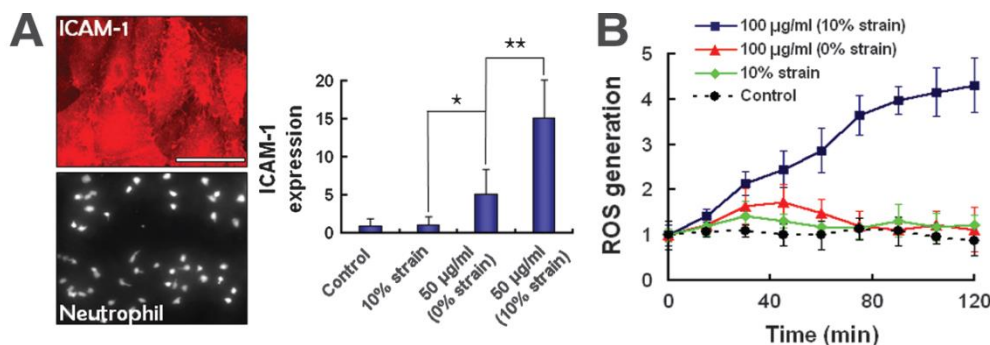 A
ICAM-1
Neutrophil
ICAM-1
expression
20
15
10
5
0
*
**
Control
10% strain
50 µg/ml
(0% strain)
50 µg/ml
(10% strain)
B
100 µg/ml (10% strain)
100 µg/ml (0% strain)
10% strain
Control
ROS generation
5
4
3
2
1
0
0
40
80
120
Time (min)